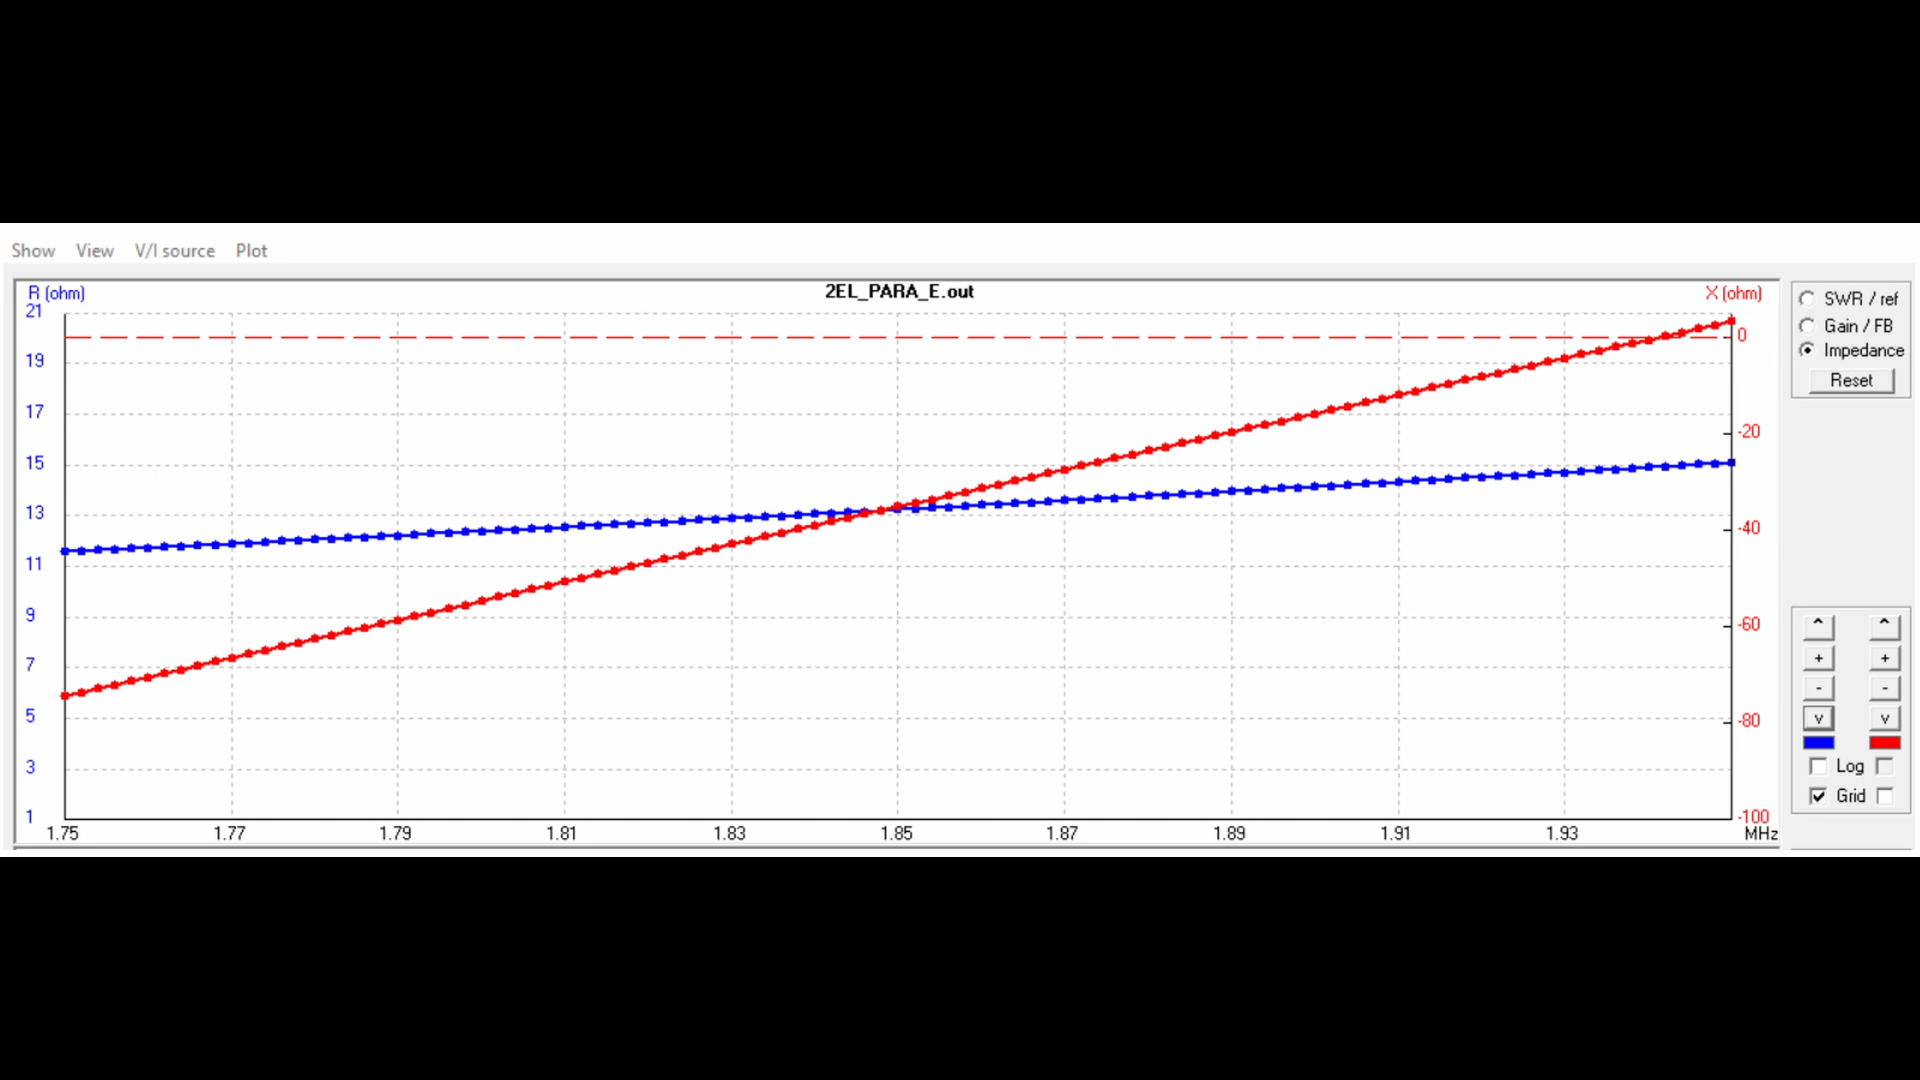 Show View V/I source Plot
2EL_PARA_E.out
R (ohm)
X (ohm)
21
19
17
15
13
11
9
7
5
3
1
0
-20
-40
-60
-80
-100
1.75 1.77 1.79 1.81 1.83 1.85 1.87 1.89 1.91 1.93 MHz
SWR / ref
Gain / FB
Impedance
Reset
^ ^
+ +
- -
v v
Log
Grid